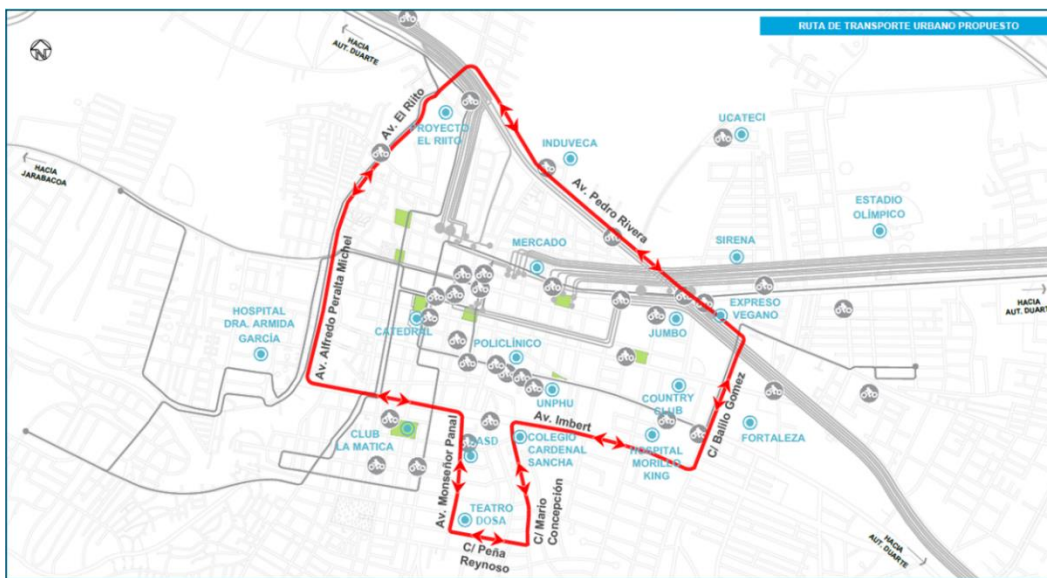 RUTA DE TRANSPORTE URBANO PROPUESTO
N
HACIA
AUT. DUARTE
Av. El Riito
PROYECTO
EL RIITO
INDUVECA
UCATECI
HACIA
JARABACOA
Av. Pedro Rivera
ESTADIO
OLÍMPICO
MERCADO
SIRENA
Av. Alfredo Peralta Michel
HOSPITAL
DRA. ARMIDA
GARCÍA
CATEDRAL
EXPRESO
VEGANO
JUMBO
HACIA
AUT. DUARTE
POLICLÍNICO
UNPHU
COUNTRY
CLUB
C/ Balilo Gomez
Av. Imbert
CLUB
LA MATICA
Av. Monseñor Panal
COLEGIO
CARDENAL
SANCHA
HOSPITAL
MORILLO
KING
FORTALEZA
TEATRO
DOSA
C/ Mario
Concepción
C/ Peña
Reynoso
HACIA
AUT. DUARTE